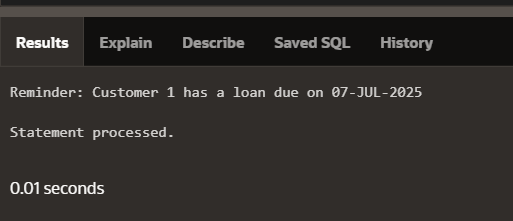 Results Explain Describe Saved SQL History
Reminder: Customer 1 has a loan due on 07-JUL-2025
Statement processed.
0.01 seconds